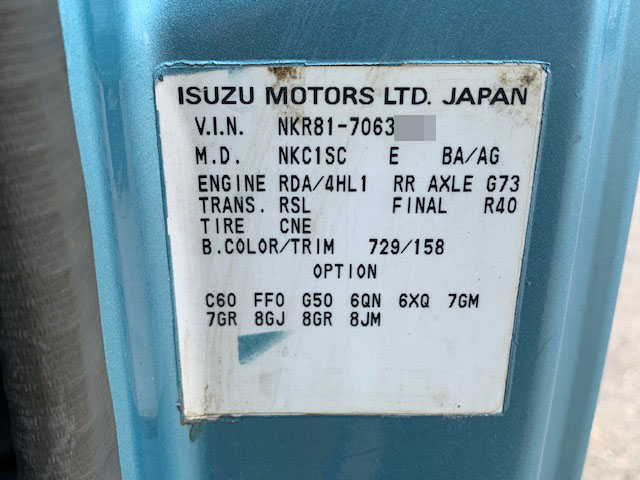 ISUZU MOTORS LTD. JAPAN
V.I.N. NKR81-7063
M.D. NKC1SC E BA/AG
ENGINE RDA/4HL1 RR AXLE G73
TRANS. RSL FINAL R40
TIRE CNE
B.COLOR/TRIM 729/158
OPTION
C60 FF0 G50 6QN 6XQ 7GM
7GR 8GJ 8GR 8JM